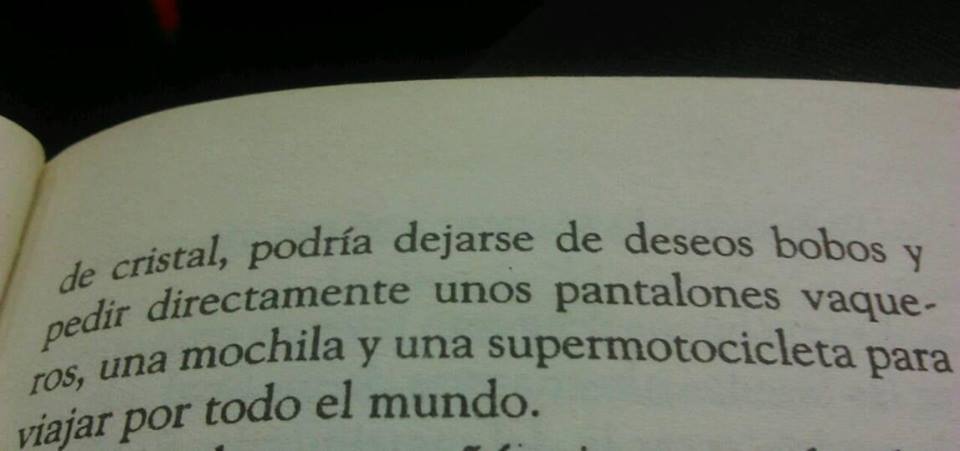 de cristal, podría dejarse de deseos bobos y
pedir directamente unos pantalones vaque-
ros, una mochila y una supermotocicleta para
viajar por todo el mundo.